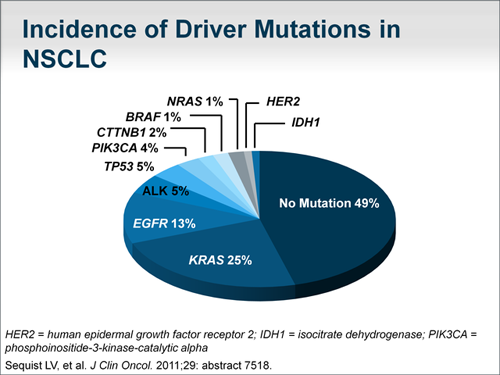 Incidence of Driver Mutations in
NSCLC
NRAS 1%
HER2
BRAF 1%
IDH1
CTTNB1 2%
PIK3CA 4%
TP53 5%
ALK 5%
No Mutation 49%
EGFR 13%
KRAS 25%
HER2 = human epidermal growth factor receptor 2; IDH1 = isocitrate dehydrogenase; PIK3CA =
phosphoinositide-3-kinase-catalytic alpha
Sequist LV, et al. J Clin Oncol. 2011;29: abstract 7518.